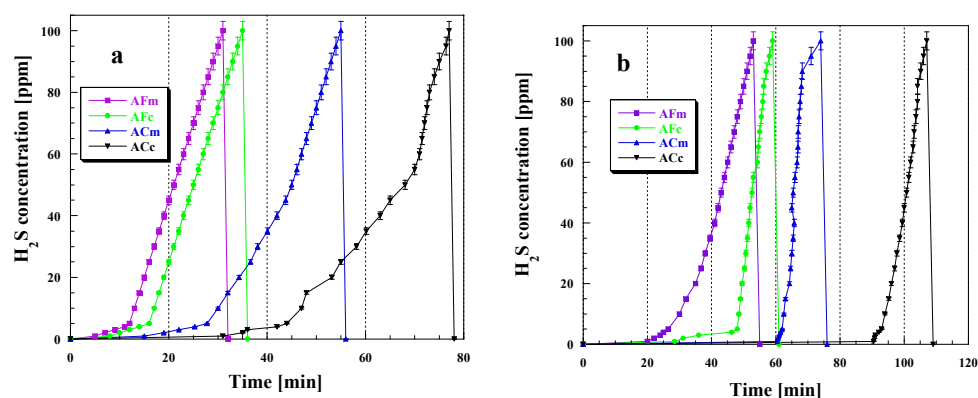 a
H2S concentration [ppm]
100
80
60
40
20
0
AFm
AFc
ACm
ACc
0 20 40 60 80
Time [min]
b
H2S concentration [ppm]
100
80
60
40
20
0
AFm
AFc
ACm
ACc
0 20 40 60 80 100 120
Time [min]